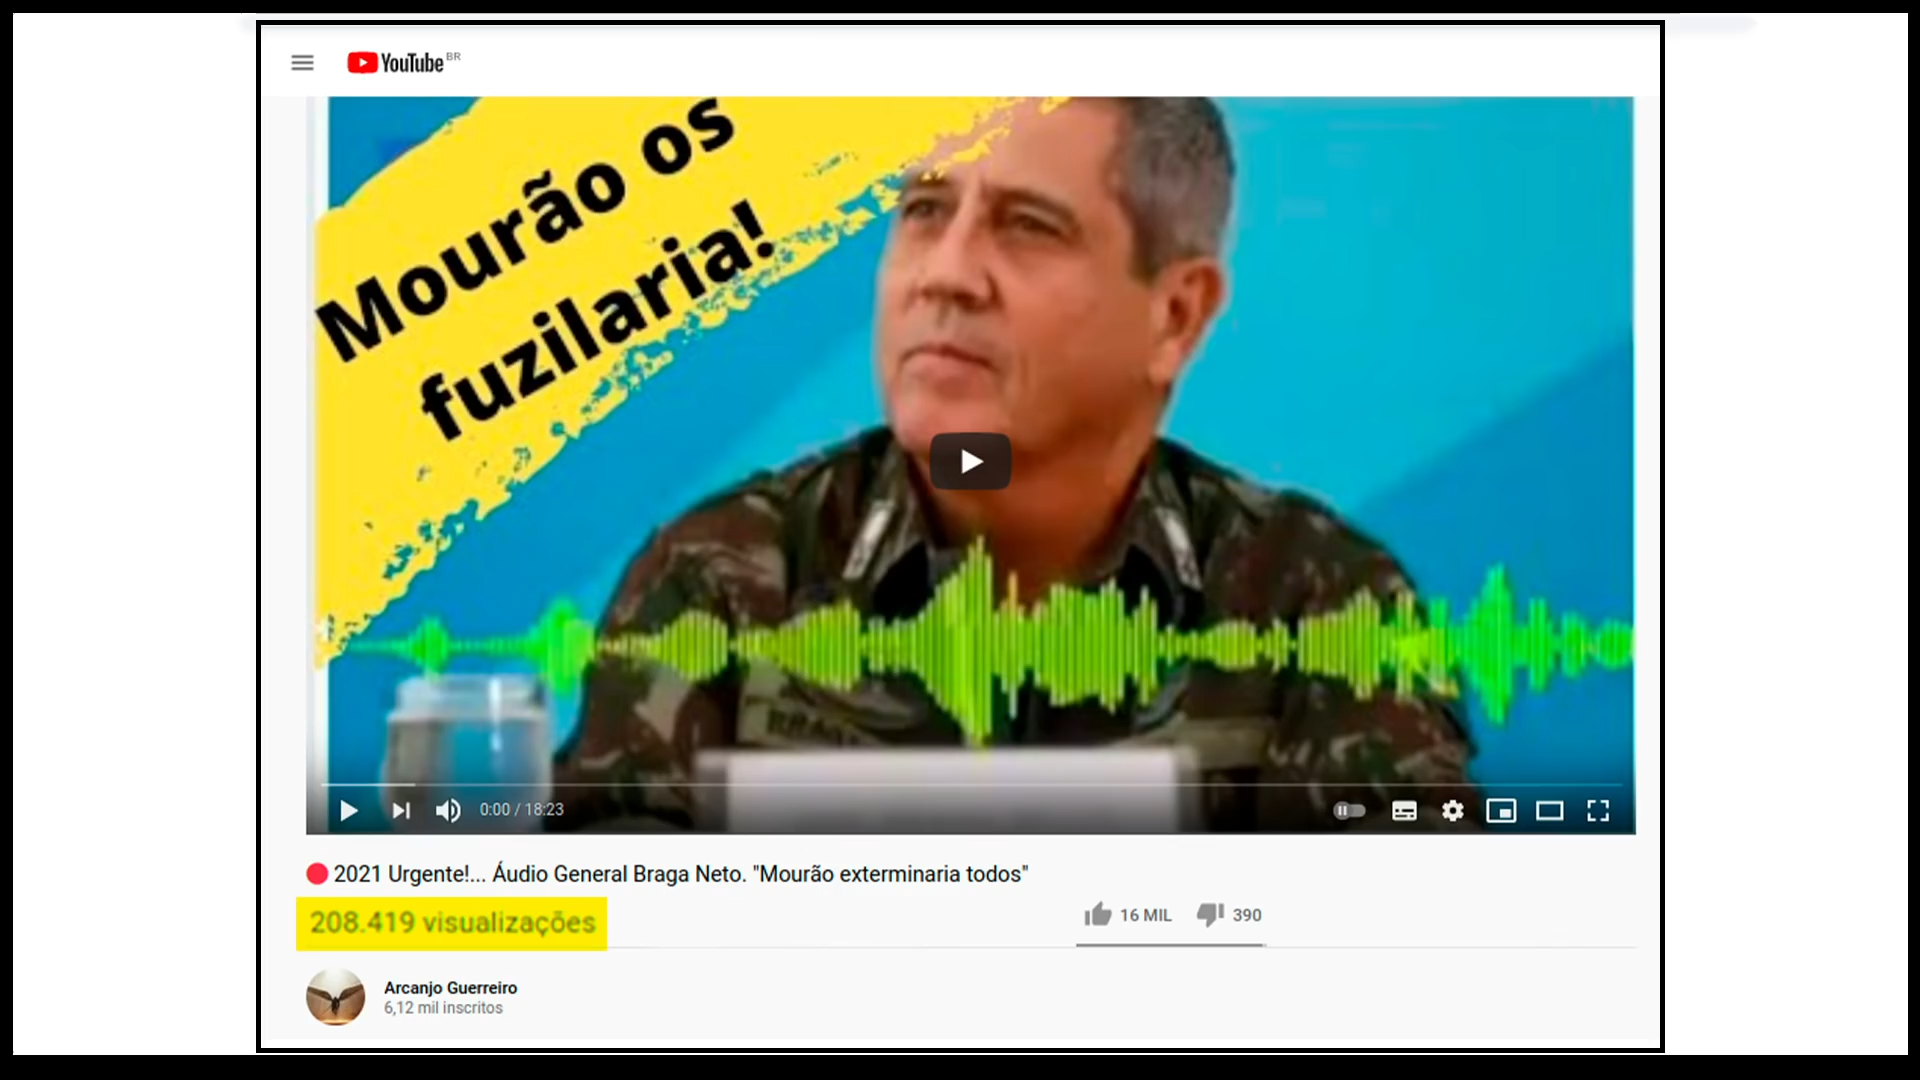 YouTube BR
Mourão os
fuzilaria!
0:00 / 18:23
2021 Urgente!... Áudio General Braga Neto. "Mourão exterminaria todos"
208.419 visualizações
16 MIL
390
Arcanjo Guerreiro
6,12 mil inscritos